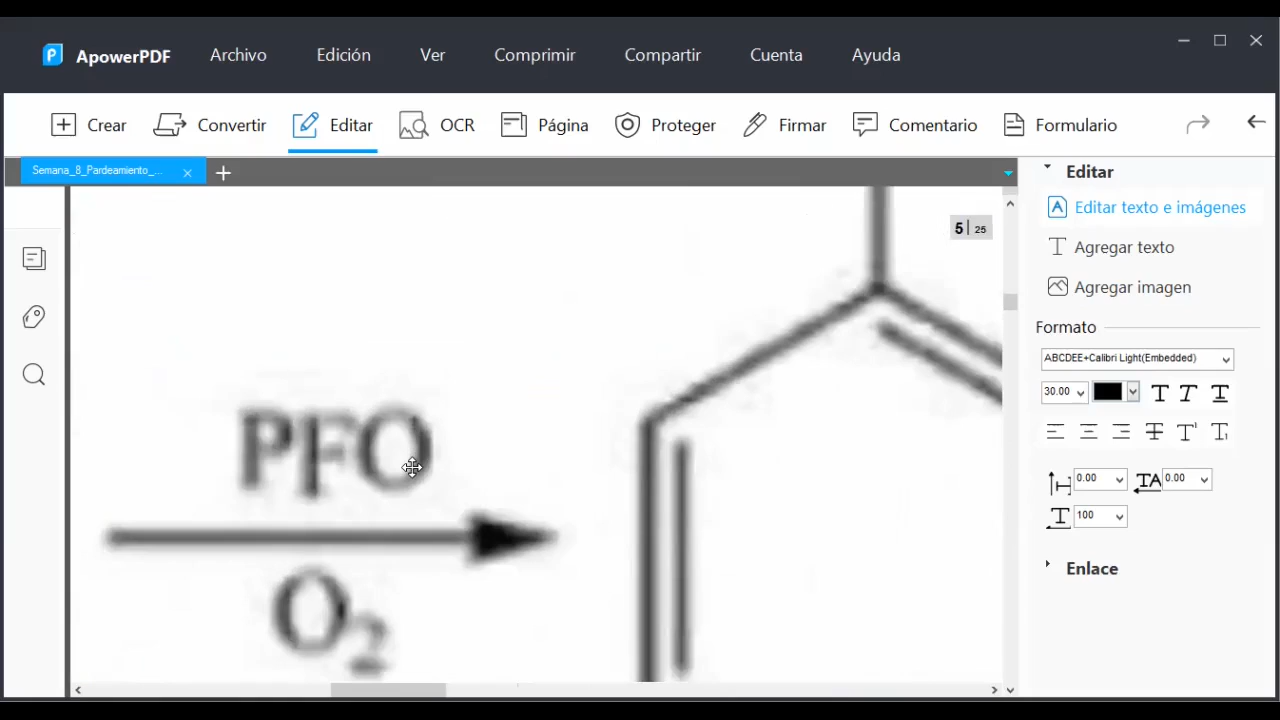 ApowerPDF Archivo Edición Ver Comprimir Compartir Cuenta Ayuda
Crear Convertir Editar OCR Página Proteger Firmar Comentario Formulario
Semana_8_Pardeamiento_...
5 | 25
PFO
O₂
Editar
Editar texto e imágenes
Agregar texto
Agregar imagen
Formato
ABCDEE+Calibri Light(Embedded)
30.00
0.00 0.00
100
Enlace